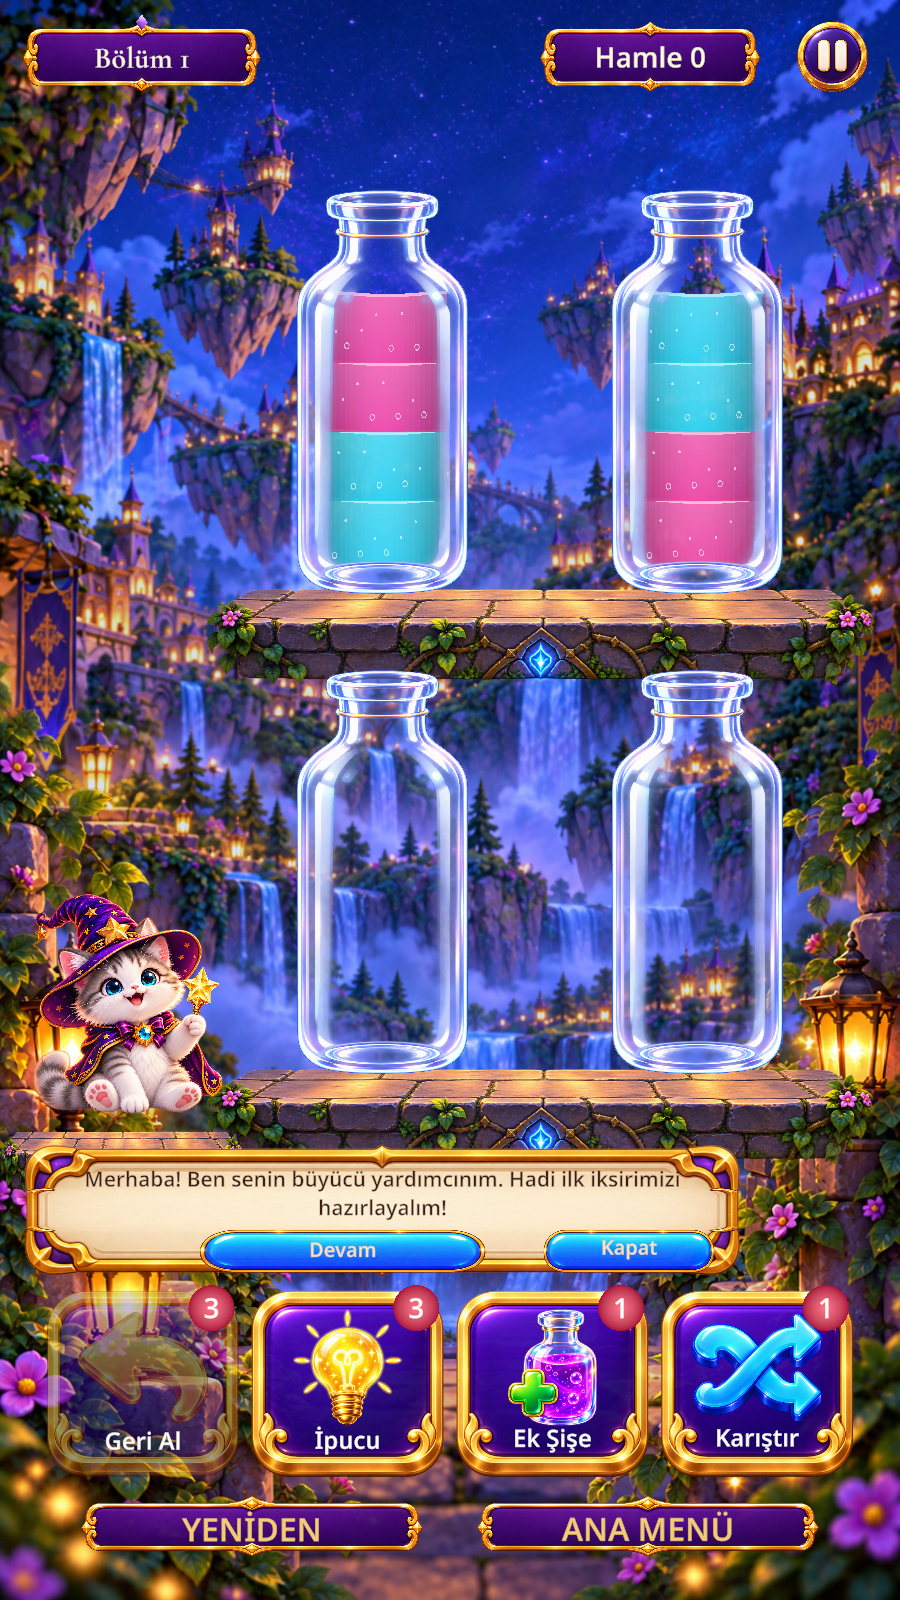 Bölüm 1
Hamle 0
Merhaba! Ben senin büyücü yardımcınım. Hadi ilk iksirimizi
hazırlayalım!
Devam
Kapat
3
3
1
1
Geri Al
İpucu
Ek Şişe
Karıştır
YENİDEN
ANA MENÜ